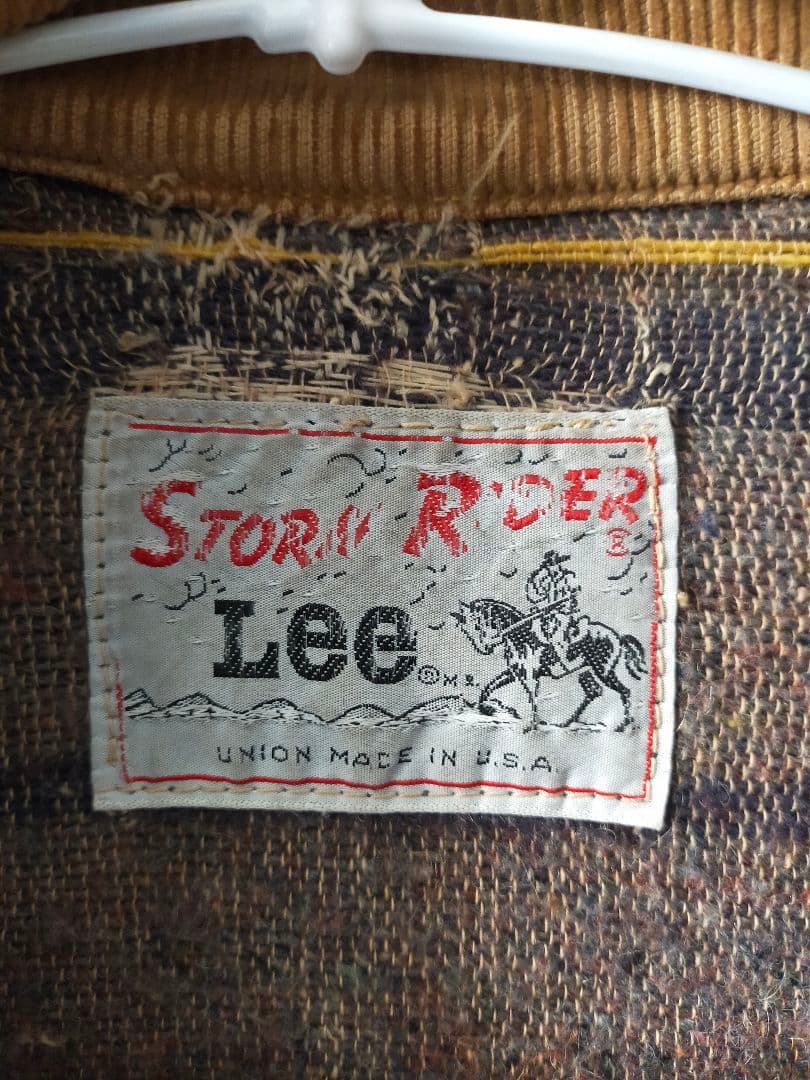 STORM RIDER ®
Lee ® M.R.
UNION MADE IN U.S.A.